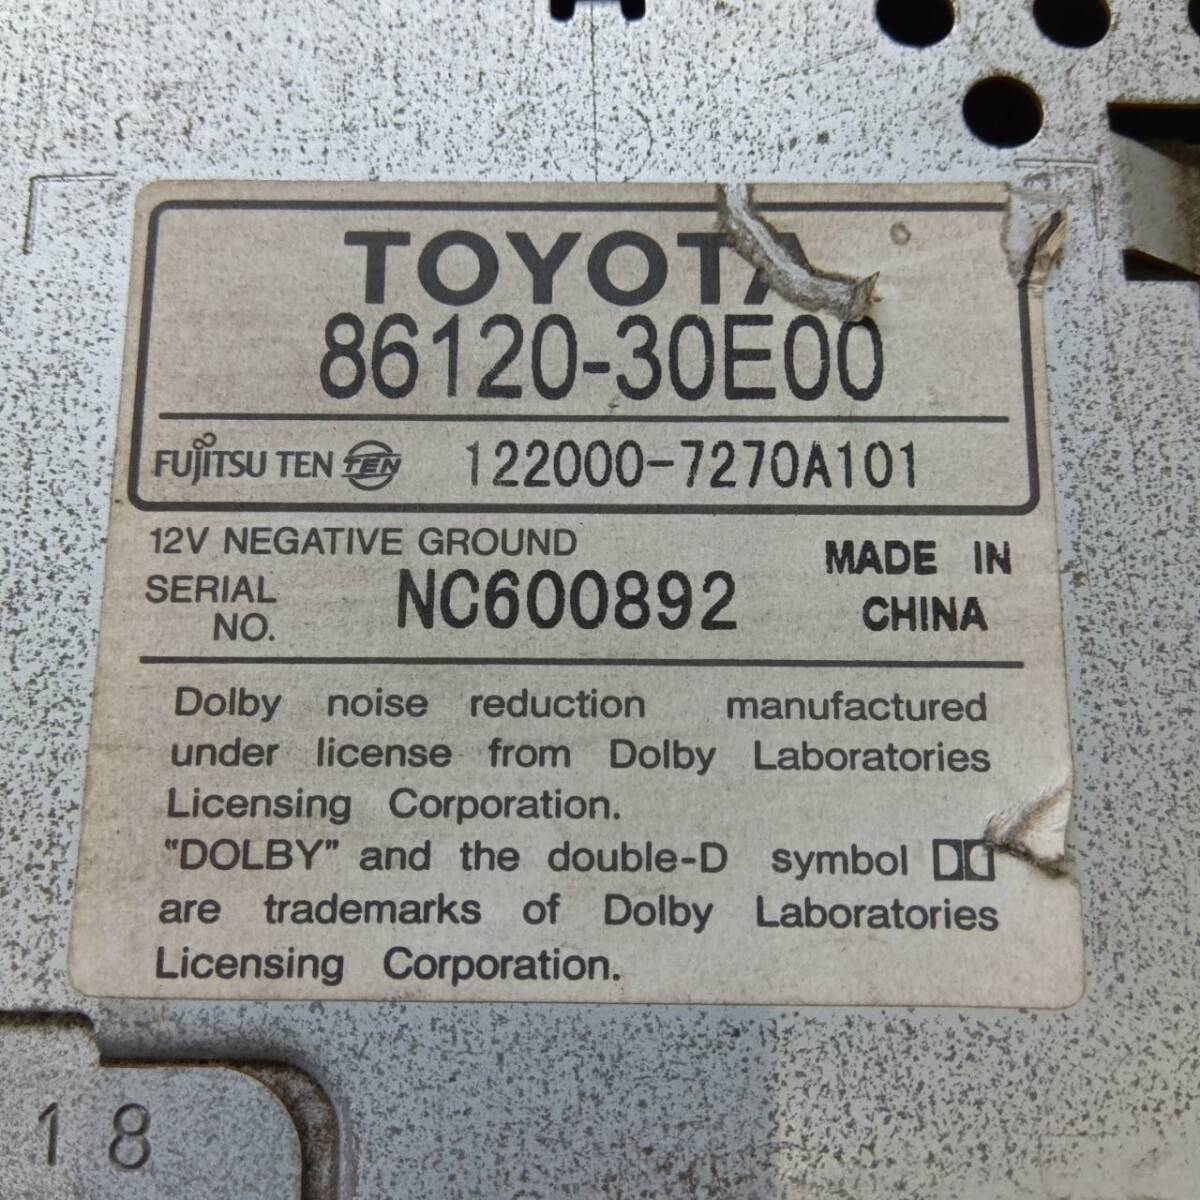 TOYOTA
86120-30E00
FUJITSU TEN TEN 122000-7270A101
12V NEGATIVE GROUND
SERIAL NO. NC600892
MADE IN
CHINA
Dolby noise reduction manufactured
under license from Dolby Laboratories
Licensing Corporation.
"DOLBY" and the double-D symbol
are trademarks of Dolby Laboratories
Licensing Corporation.
18